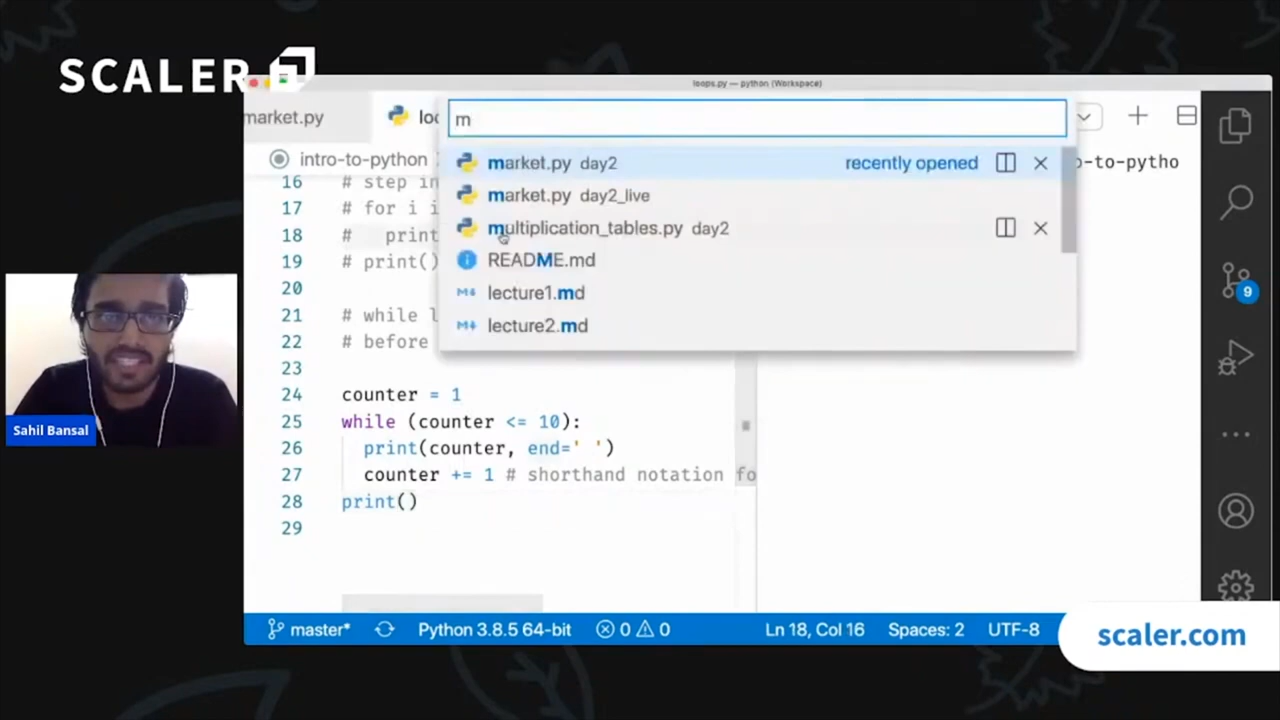 SCALER
loops.py — python (Workspace)
market.py
loo
m
market.py day2 recently opened
market.py day2_live
multiplication_tables.py day2
README.md
lecture1.md
lecture2.md
intro-to-python
o-to-pytho
16 # step in
17 # for i i
18 # print
19 # print()
20
21 # while l
22 # before
23
24 counter = 1
25 while (counter <= 10):
26 print(counter, end=' ')
27 counter += 1 # shorthand notation fo
28 print()
29
9
Sahil Bansal
master* Python 3.8.5 64-bit 0 0 Ln 18, Col 16 Spaces: 2 UTF-8
scaler.com